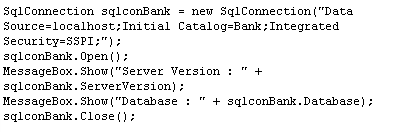 SqlConnection sqlconBank = new SqlConnection("Data
Source=localhost;Initial Catalog=Bank;Integrated
Security=SSPI;");
sqlconBank.Open();
MessageBox.Show("Server Version : " +
sqlconBank.ServerVersion);
MessageBox.Show("Database : " + sqlconBank.Database);
sqlconBank.Close();